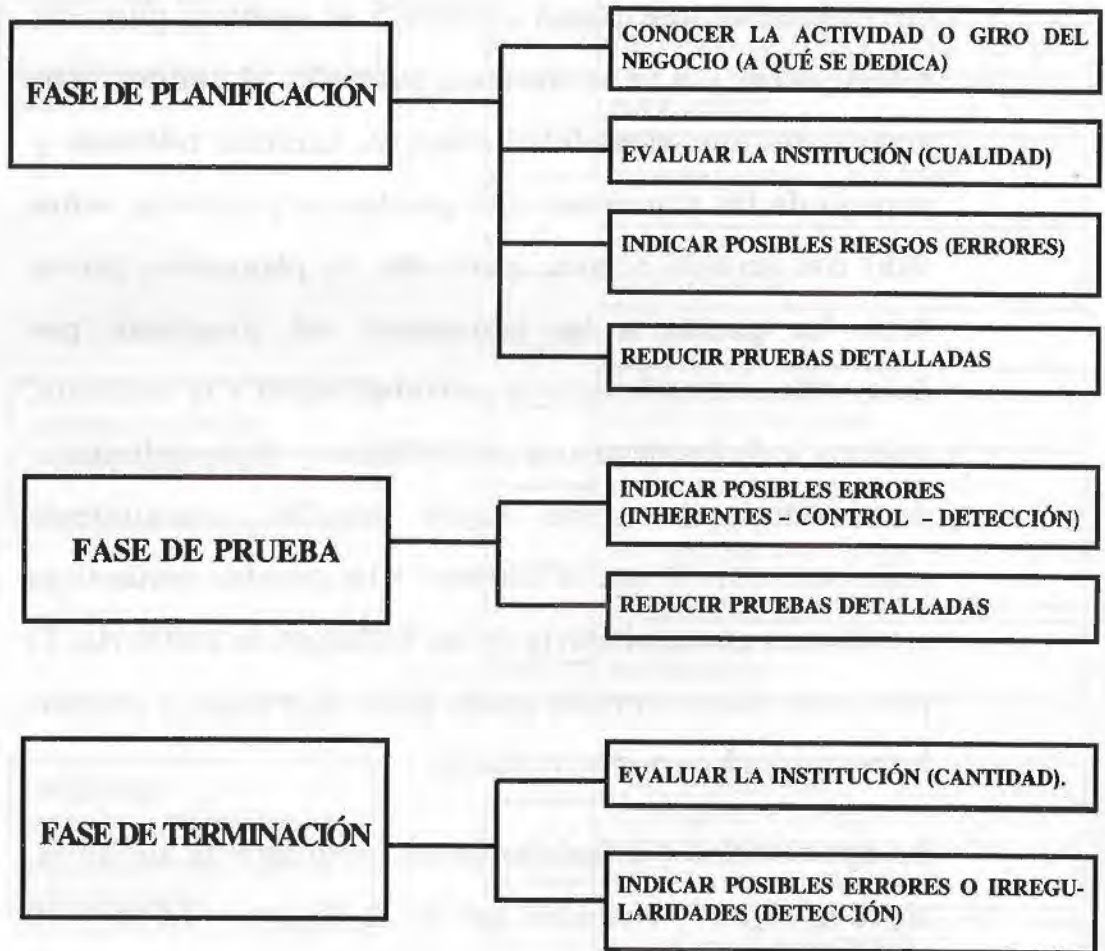 FASE DE PLANIFICACIÓN
CONOCER LA ACTIVIDAD O GIRO DEL
NEGOCIO (A QUÉ SE DEDICA)
EVALUAR LA INSTITUCIÓN (CUALIDAD)
INDICAR POSIBLES RIESGOS (ERRORES)
REDUCIR PRUEBAS DETALLADAS
FASE DE PRUEBA
INDICAR POSIBLES ERRORES
(INHERENTES – CONTROL – DETECCIÓN)
REDUCIR PRUEBAS DETALLADAS
FASE DE TERMINACIÓN
EVALUAR LA INSTITUCIÓN (CANTIDAD).
INDICAR POSIBLES ERRORES O IRREGU-
LARIDADES (DETECCIÓN)